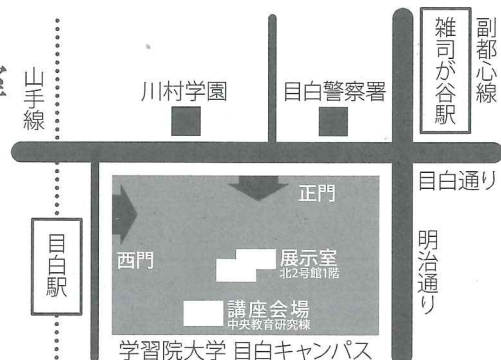 山手線
川村学園
目白警察署
雑司が谷駅
副都心線
目白通り
正門
目白駅
西門
展示室
北2号館1階
明治通り
講座会場
中央教育研究棟
学習院大学 目白キャンパス